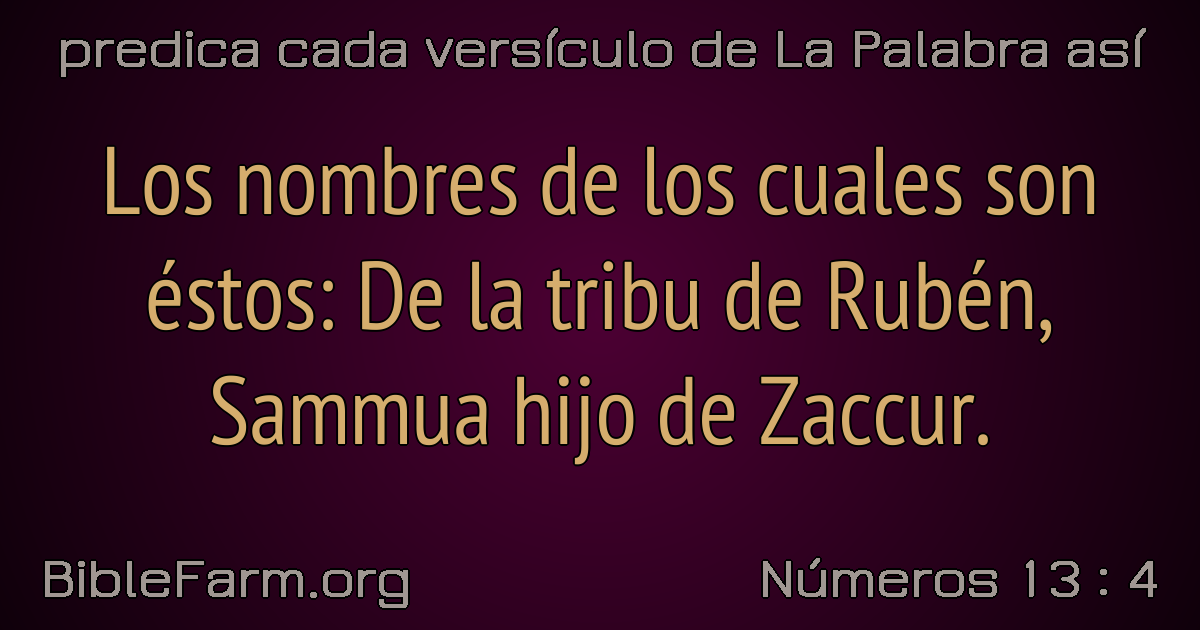 predica cada versículo de La Palabra así
Los nombres de los cuales son
éstos: De la tribu de Rubén,
Sammua hijo de Zaccur.
BibleFarm.org
Números 13 : 4